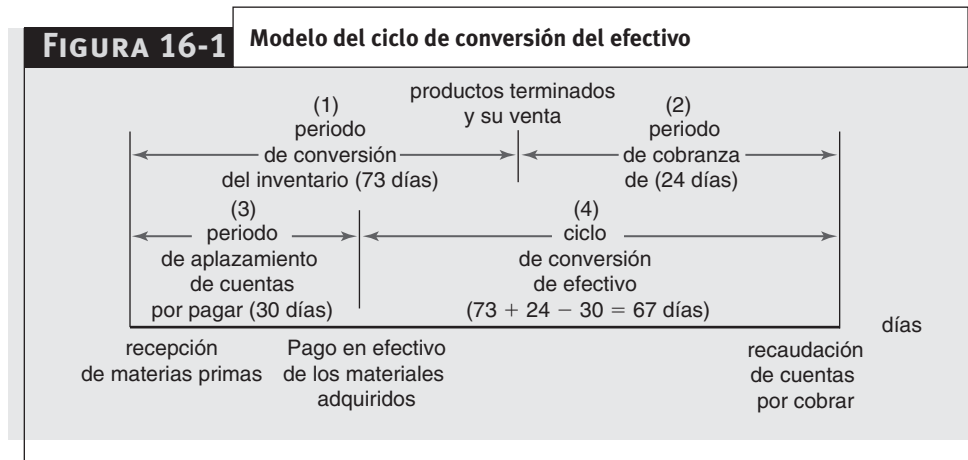 FIGURA 16-1
Modelo del ciclo de conversión del efectivo
(1)
periodo
de conversión
del inventario (73 días)
productos terminados
y su venta
(2)
periodo
de cobranza
de (24 días)
(3)
periodo
de aplazamiento
de cuentas
por pagar (30 días)
(4)
ciclo
de conversión
de efectivo
(73 + 24 − 30 = 67 días)
días
recepción
de materias primas
Pago en efectivo
de los materiales
adquiridos
recaudación
de cuentas
por cobrar